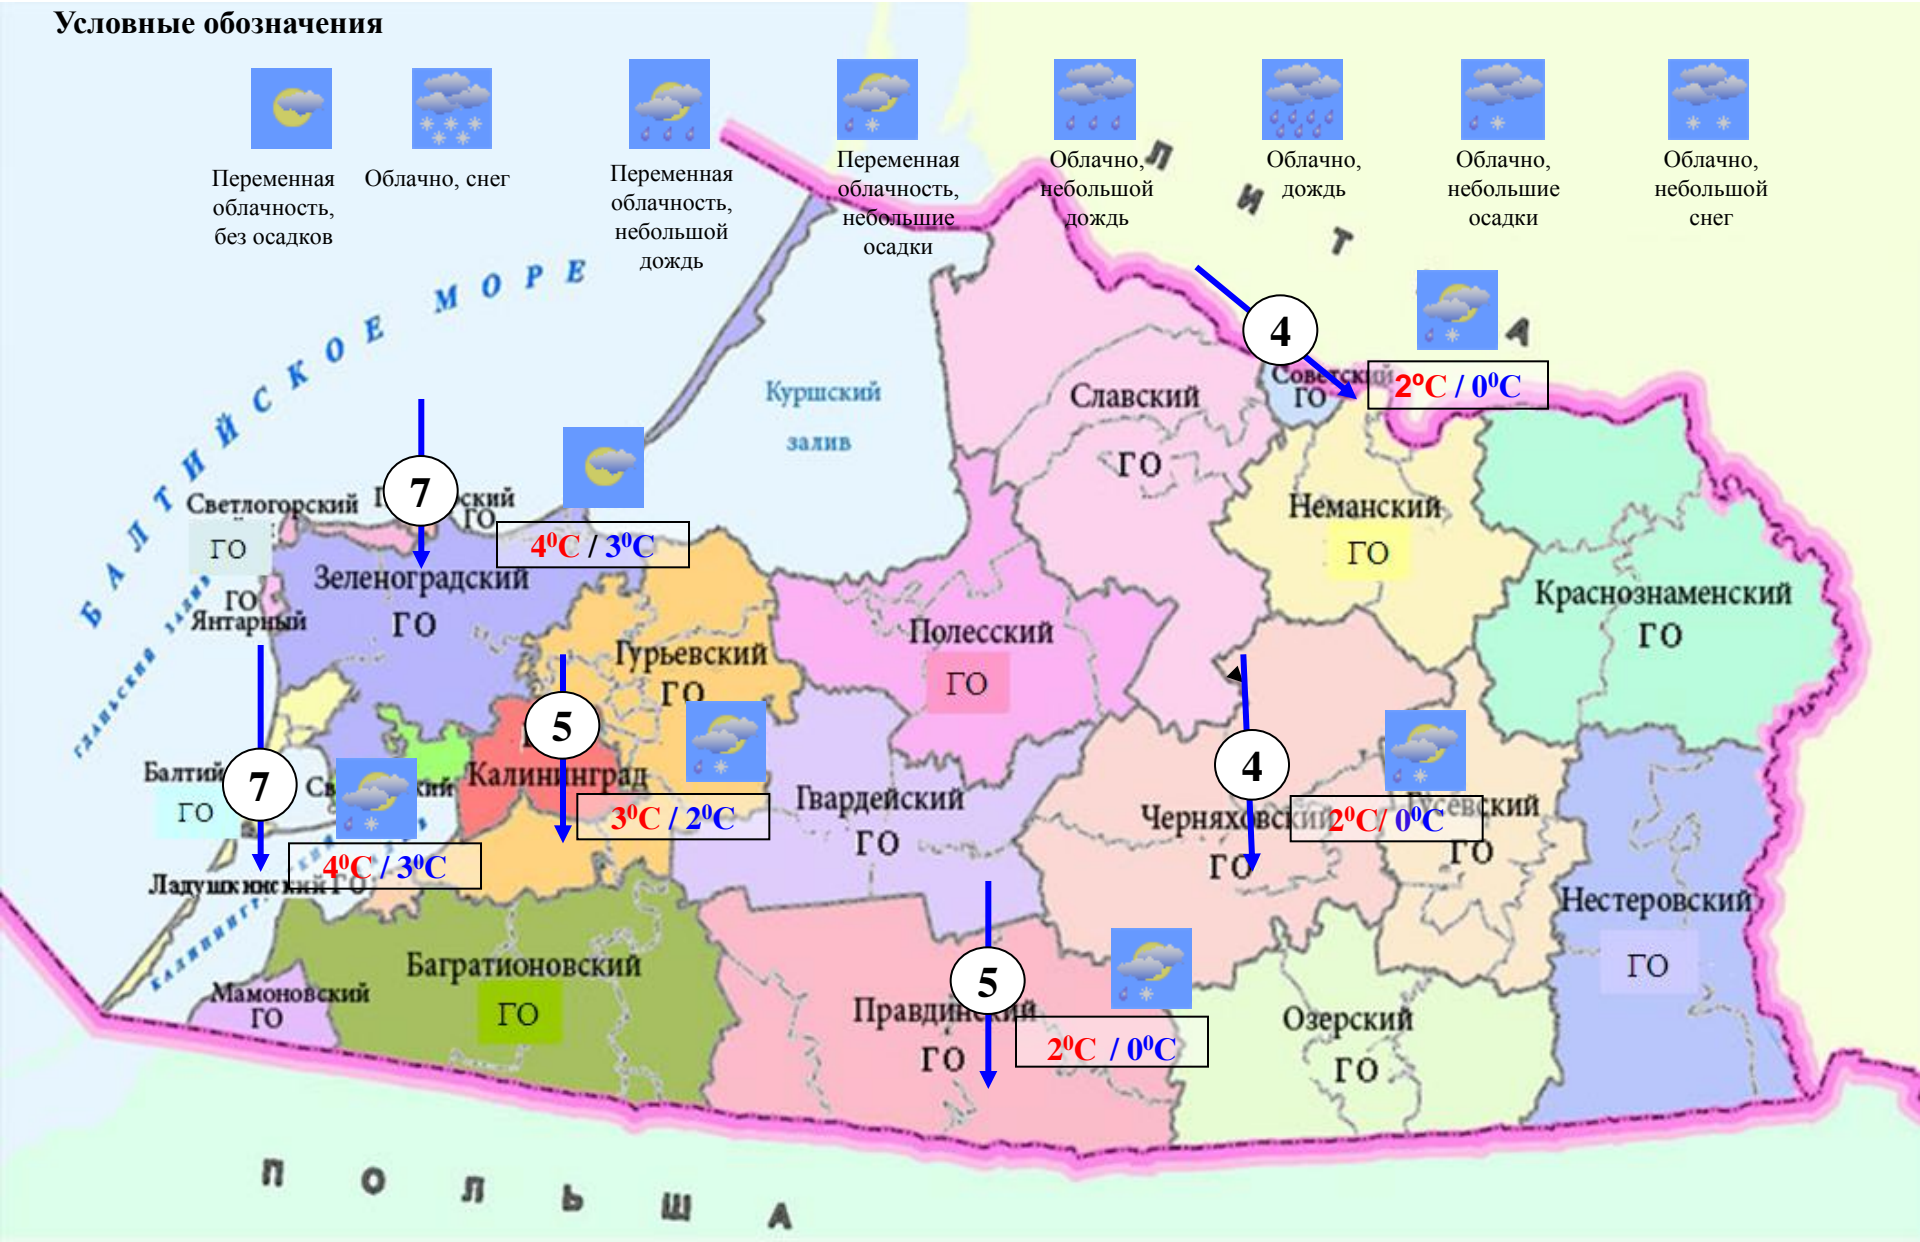 Условные обозначения
Переменная
облачность,
без осадков
Облачно, снег
Переменная
облачность,
небольшой
дождь
Переменная
облачность,
небольшие
осадки
Облачно,
небольшой
дождь
Облачно,
дождь
Облачно,
небольшие
осадки
Облачно,
небольшой
снег
ЛИТ
А
БАЛТИЙСКОЕ МОРЕ
Куршский
залив
4
Советский
ГО
2°C / 0⁰C
Славский
ГО
7
Светлогорский
ГО
ГО
4⁰C / 3⁰C
Неманский
ГО
Зеленоградский
ГО
ГО
Янтарный
Краснознаменский
ГО
Полесский
ГО
Гурьевский
ГО
ГДАНЬСКИЙ ЗАЛИВ
5
4
7
ГО
Калининград
3⁰C / 2⁰C
Гвардейский
ГО
Черняховский
ГО
2⁰C/ 0⁰C
ГО
4⁰C / 3⁰C
Ладушкинский ГО
Нестеровский
ГО
Багратионовский
ГО
Мамоновский
ГО
5
Правдинский
ГО
2⁰C / 0⁰C
Озерский
ГО
ПОЛЬША